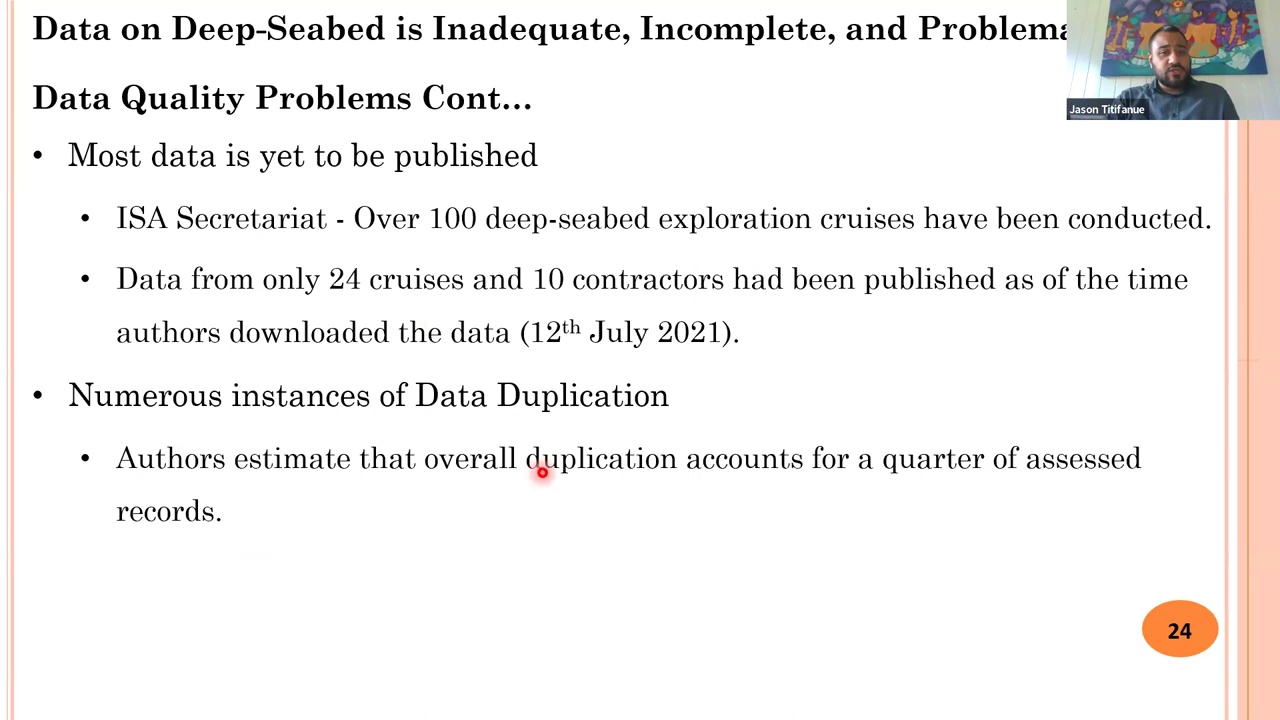 Data on Deep-Seabed is Inadequate, Incomplete, and
Jason Titifanue
Data Quality Problems Cont…
• Most data is yet to be published
• ISA Secretariat - Over 100 deep-seabed exploration cruises have been conducted.
• Data from only 24 cruises and 10 contractors had been published as of the time
authors downloaded the data (12th July 2021).
• Numerous instances of Data Duplication
• Authors estimate that overall duplication accounts for a quarter of assessed
records.
24